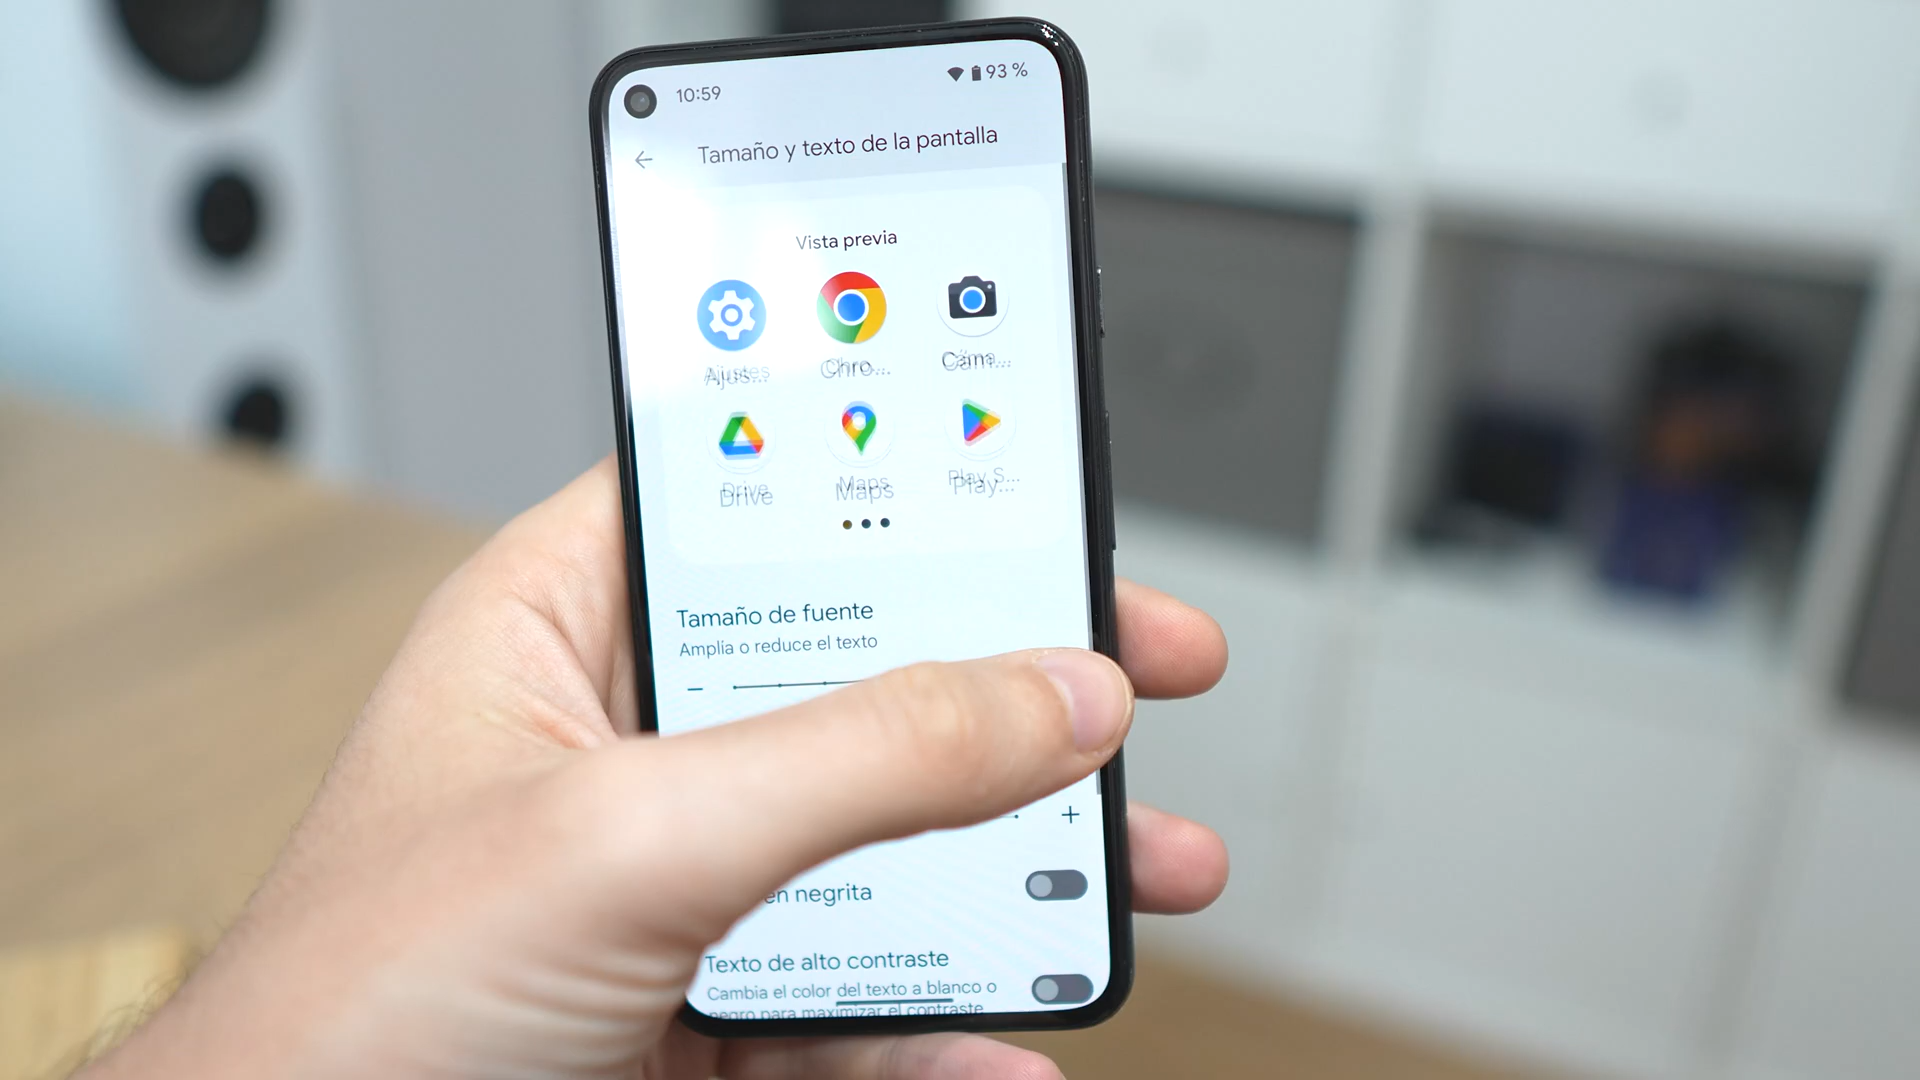 10:59
93 %
Tamaño y texto de la pantalla
Vista previa
Ajustes
Chro...
Cáma...
Drive
Maps
Play S...
Tamaño de fuente
Amplía o reduce el texto
en negrita
Texto de alto contraste
Cambia el color del texto a blanco o
negro para maximizar el contraste